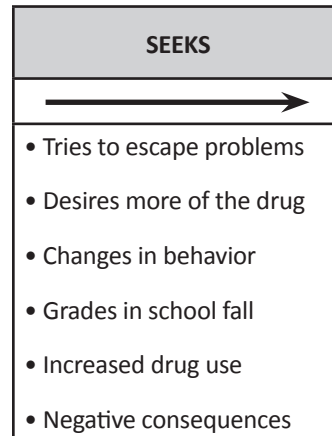 SEEKS
• Tries to escape problems
• Desires more of the drug
• Changes in behavior
• Grades in school fall
• Increased drug use
• Negative consequences